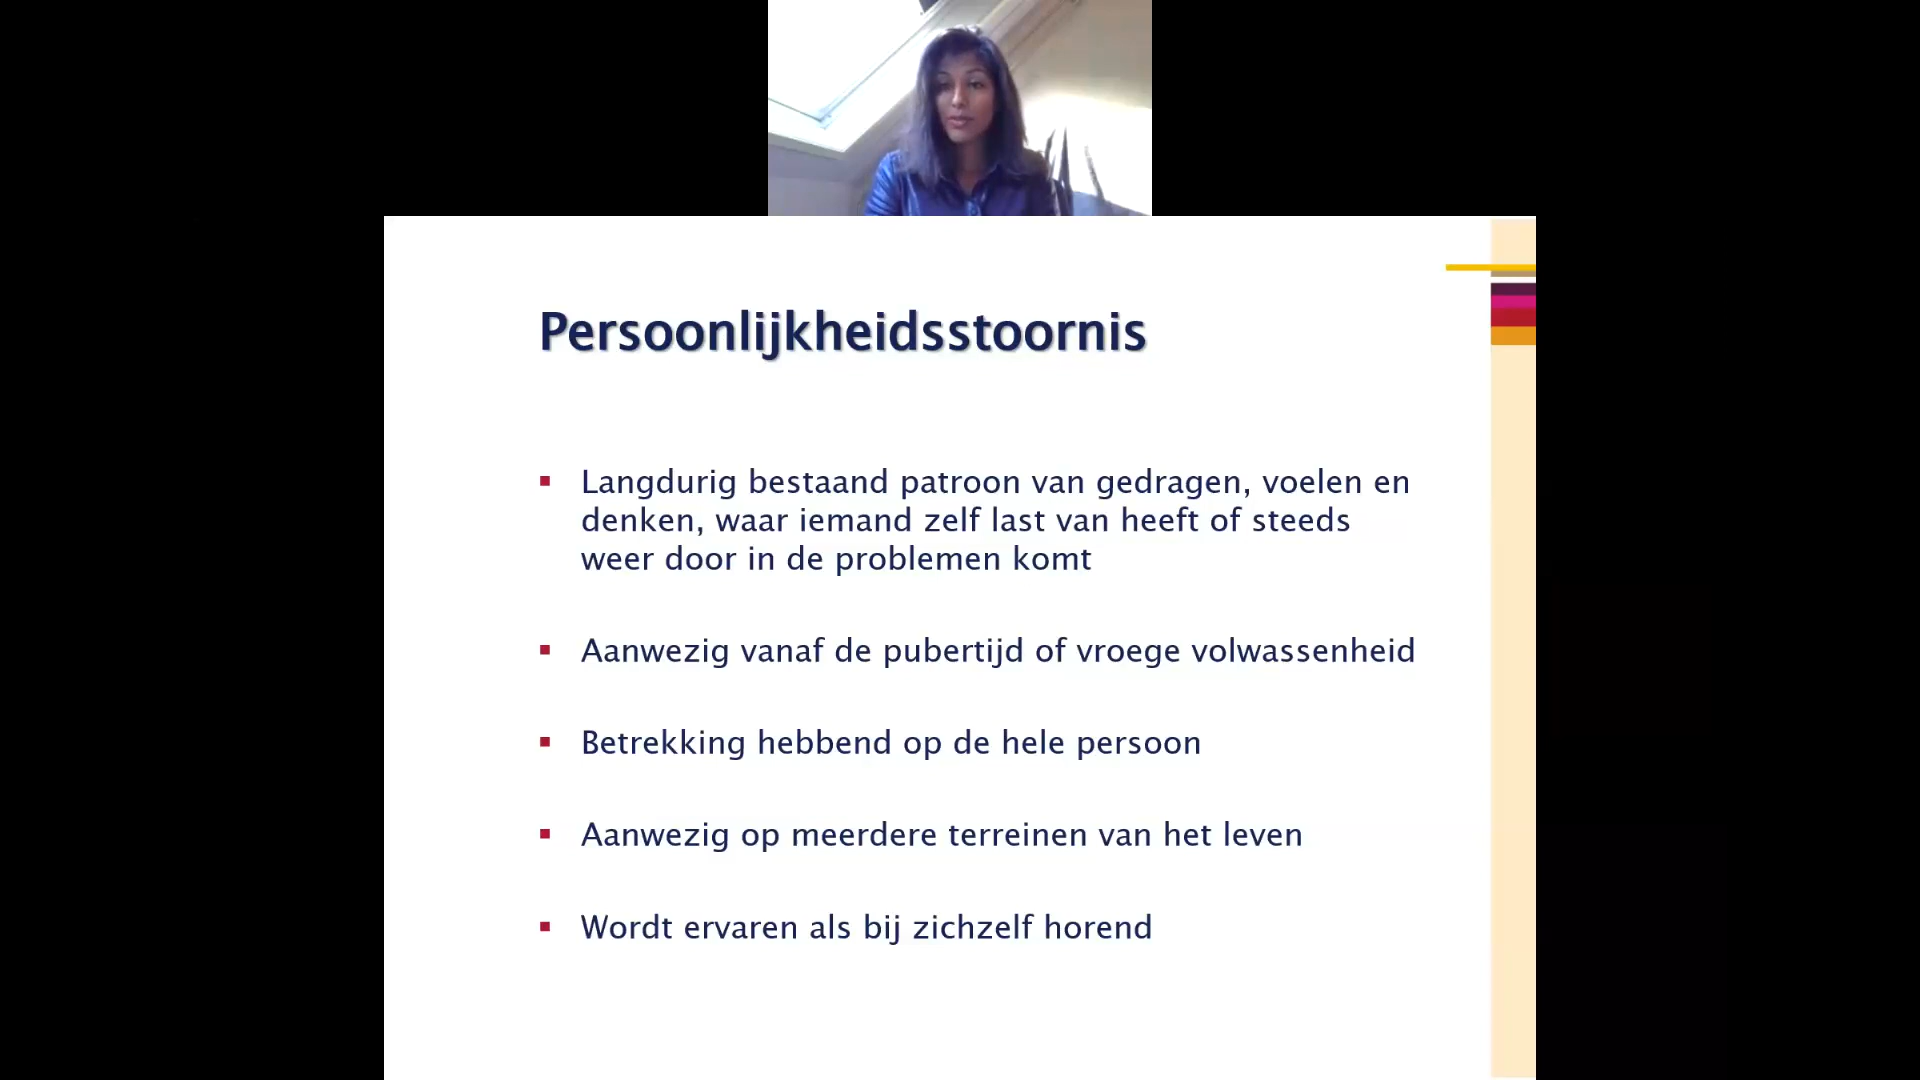 Persoonlijkheidsstoornis
Langdurig bestaand patroon van gedragen, voelen en
denken, waar iemand zelf last van heeft of steeds
weer door in de problemen komt
Aanwezig vanaf de pubertijd of vroege volwassenheid
Betrekking hebbend op de hele persoon
Aanwezig op meerdere terreinen van het leven
Wordt ervaren als bij zichzelf horend